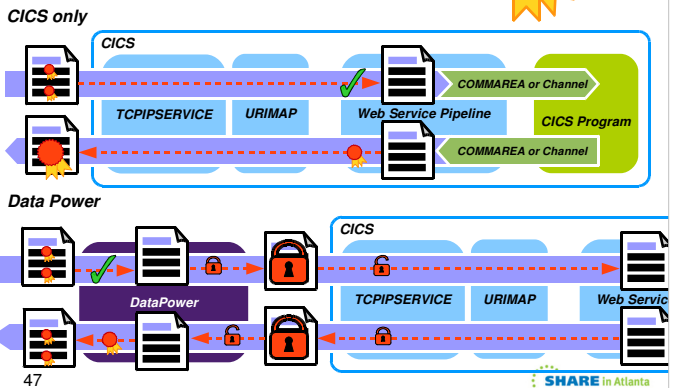 CICS only
CICS
COMMAREA or Channel
TCPIPSERVICE
URIMAP
Web Service Pipeline
CICS Program
COMMAREA or Channel
Data Power
CICS
DataPower
TCPIPSERVICE
URIMAP
Web Servic
47
SHARE in Atlanta